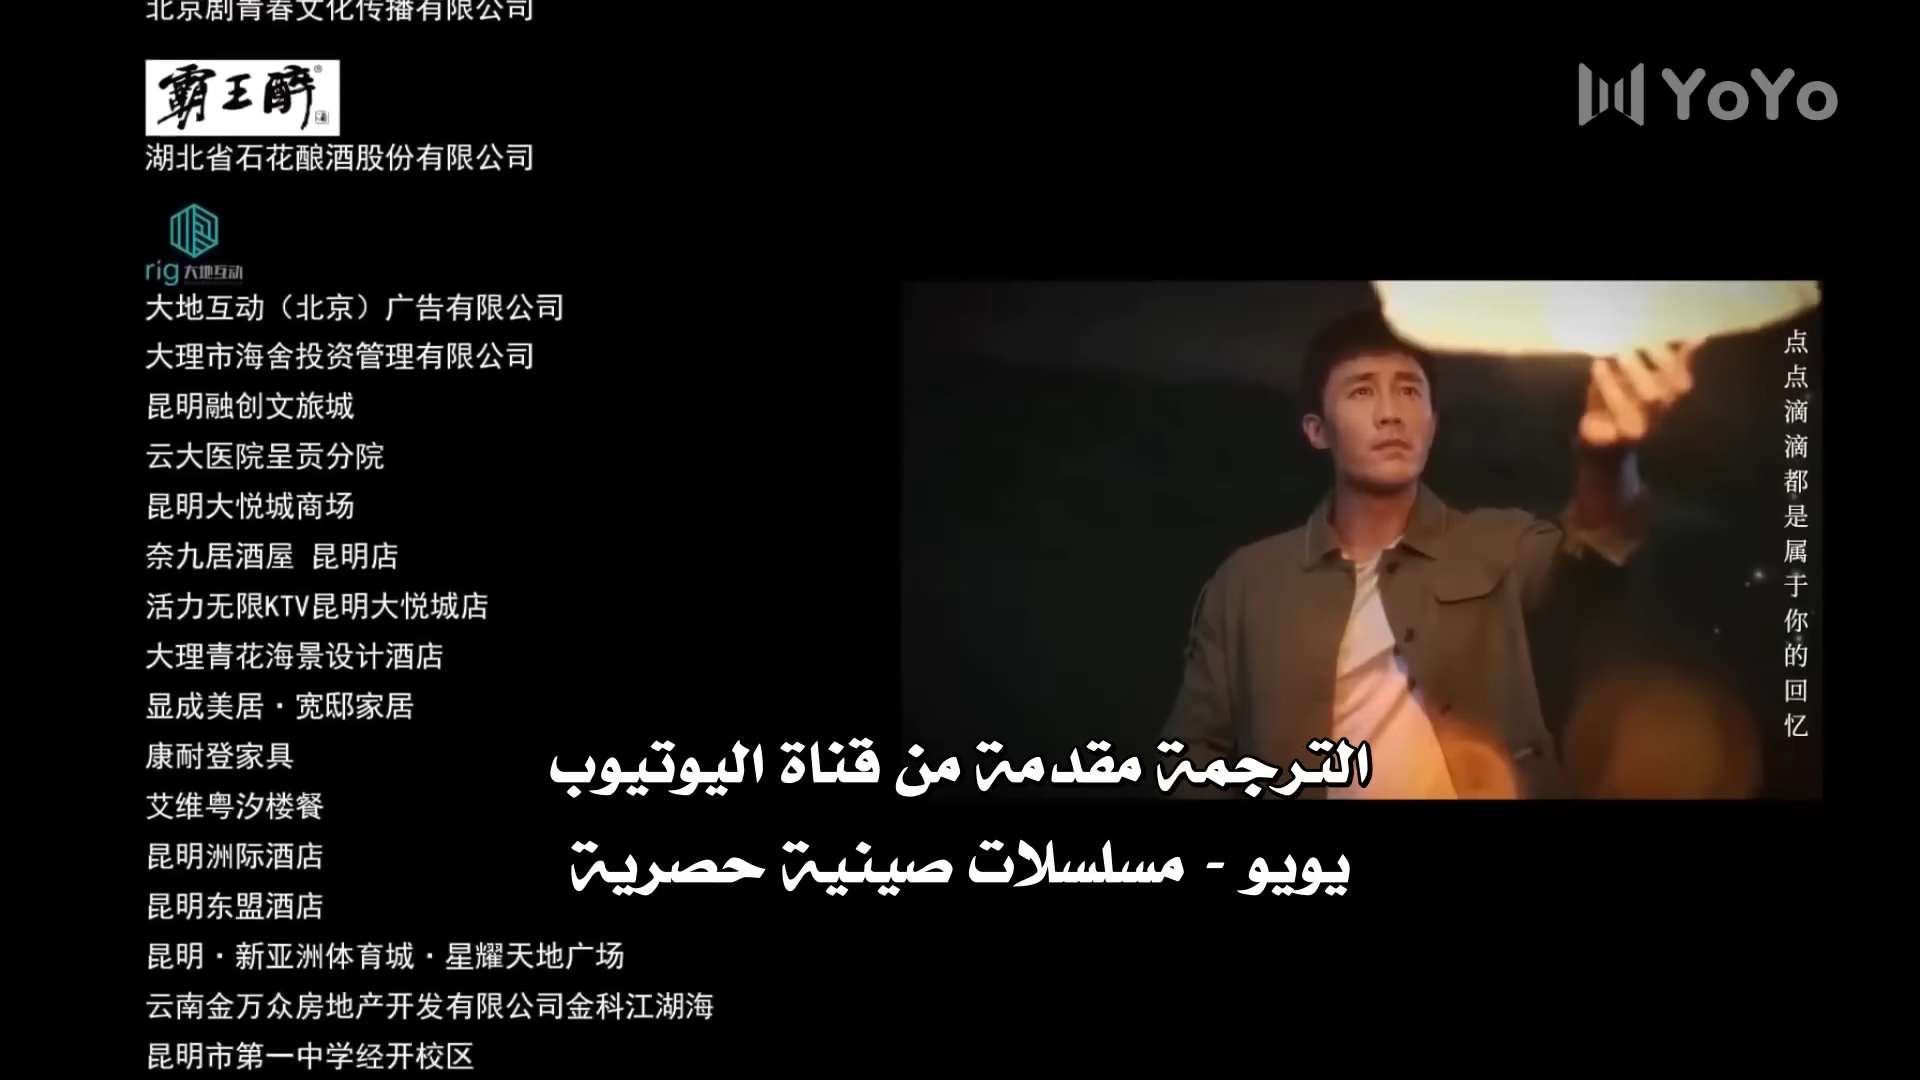 北京剧青春文化传播有限公司
霸王醉
湖北省石花酿酒股份有限公司
rig 大地互动
大地互动（北京）广告有限公司
大理市海舍投资管理有限公司
昆明融创文旅城
云大医院呈贡分院
昆明大悦城商场
奈九居酒屋 昆明店
活力无限KTV昆明大悦城店
大理青花海景设计酒店
显成美居·宽邸家居
康耐登家具
艾维粤汐楼餐
昆明洲际酒店
昆明东盟酒店
昆明·新亚洲体育城·星耀天地广场
云南金万众房地产开发有限公司金科江湖海
昆明市第一中学经开校区
YoYo
点点滴滴都是属于你的回忆
الترجمة مقدمة من قناة اليوتيوب
يويو - مسلسلات صينية حصرية